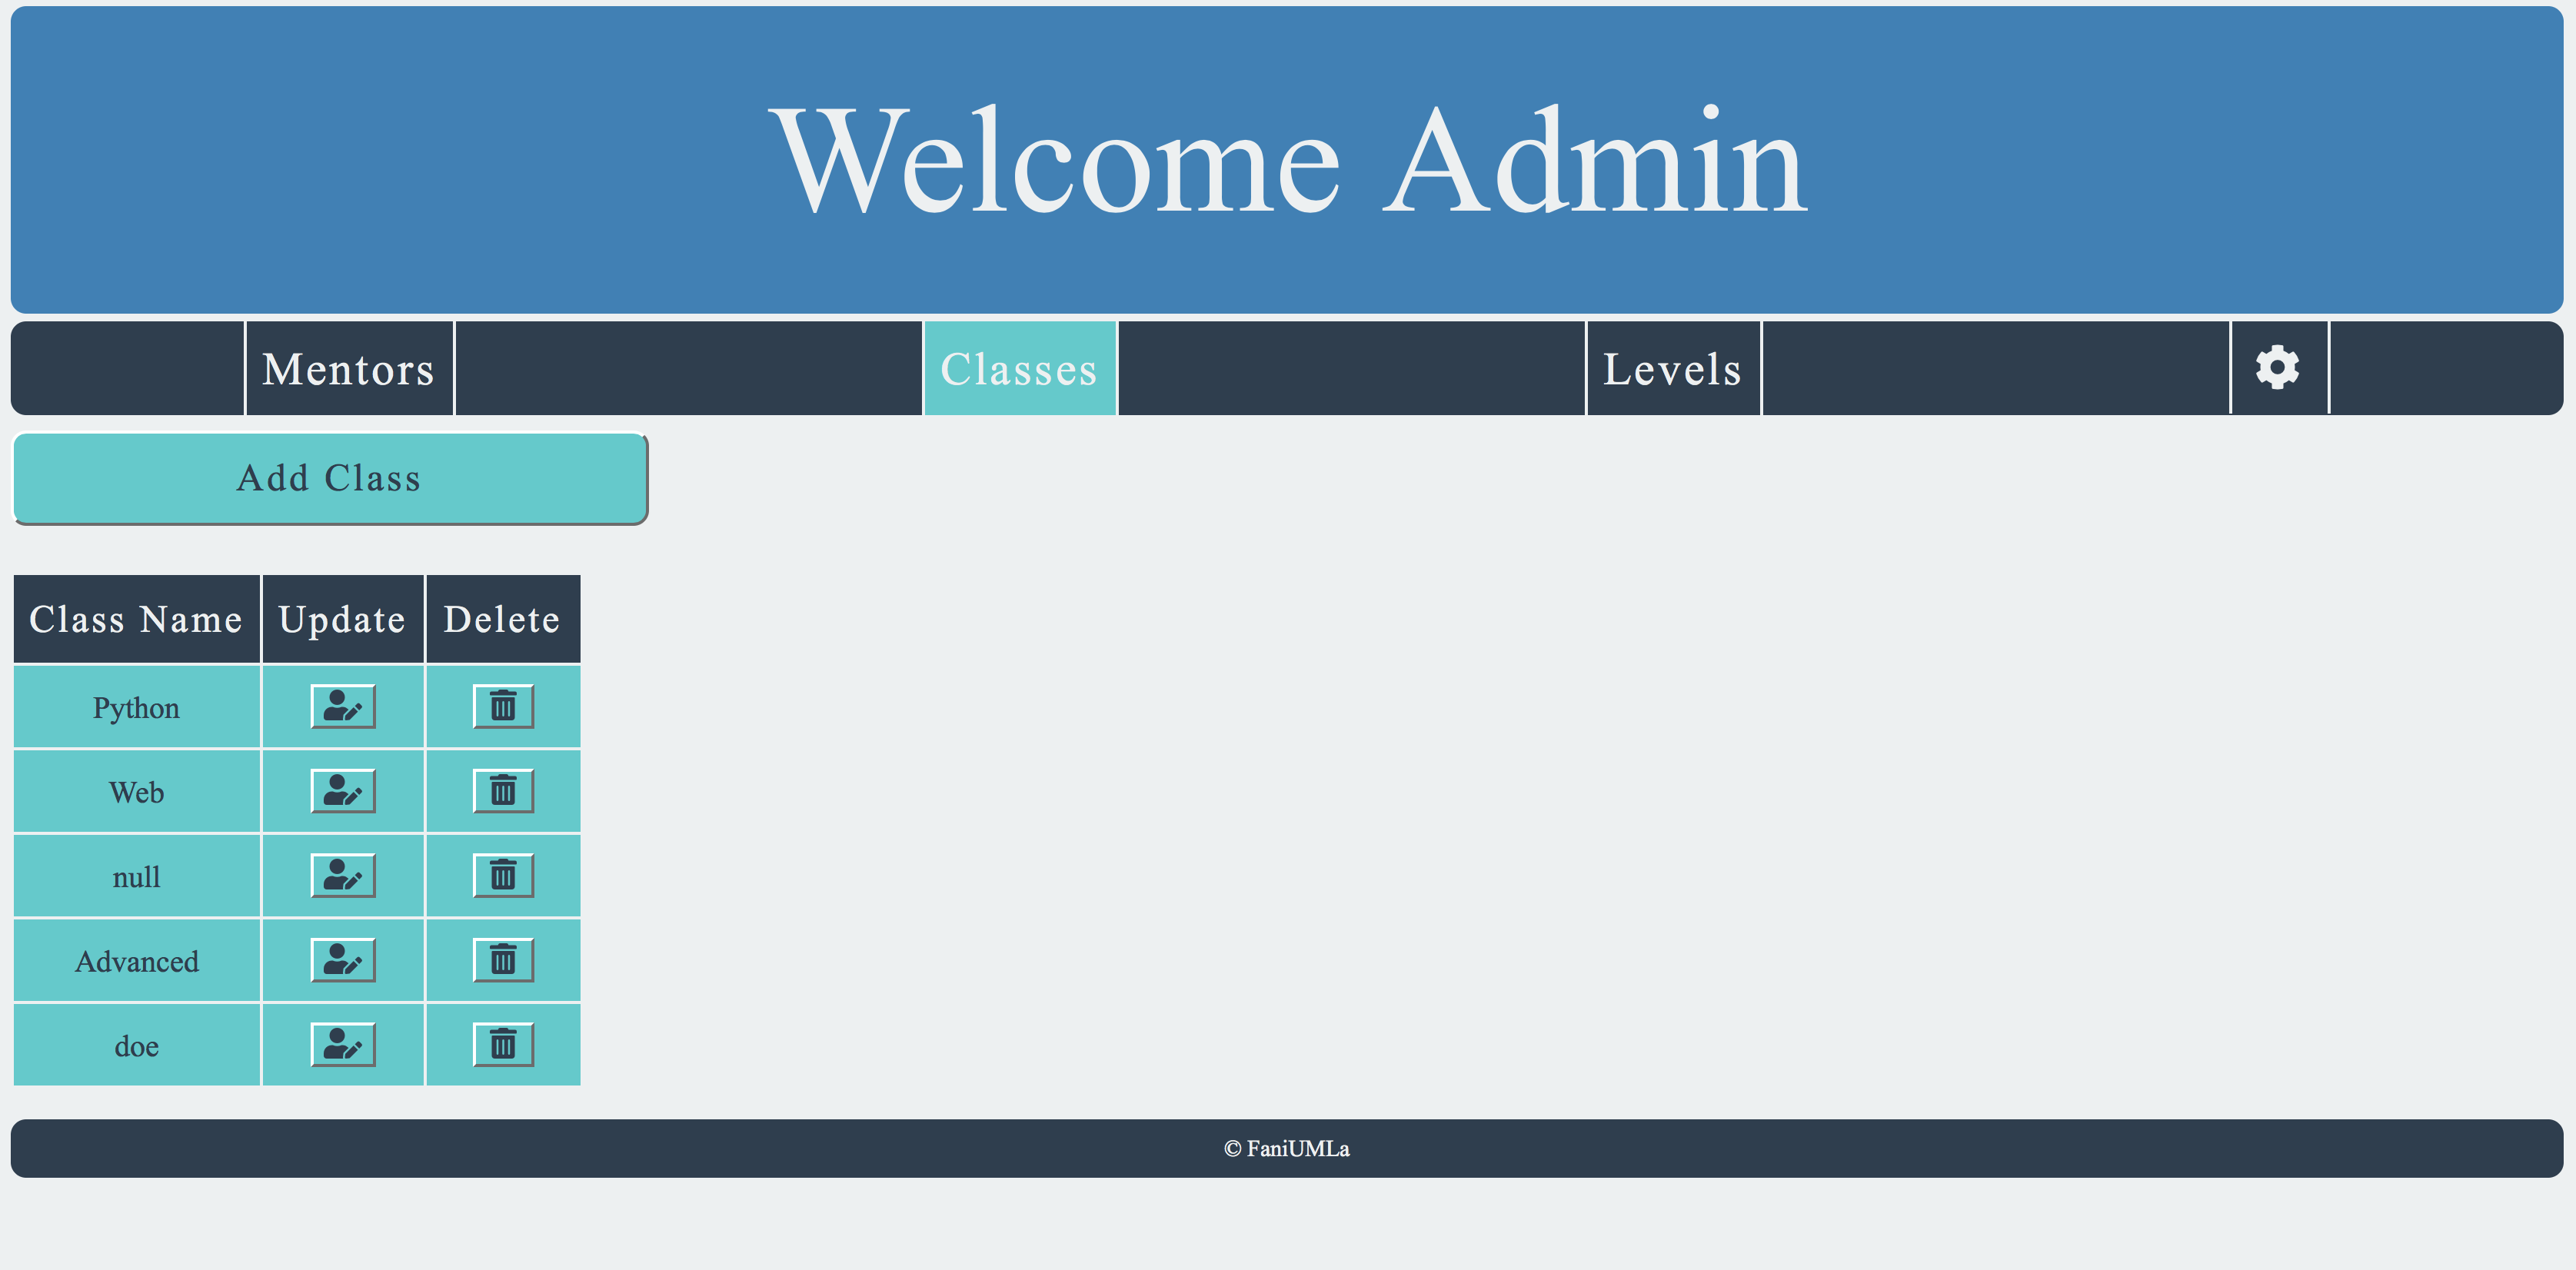 Welcome Admin
Mentors Classes Levels
Add Class
Class Name Update Delete
Python
Web
null
Advanced
doe
© FaniUMLa